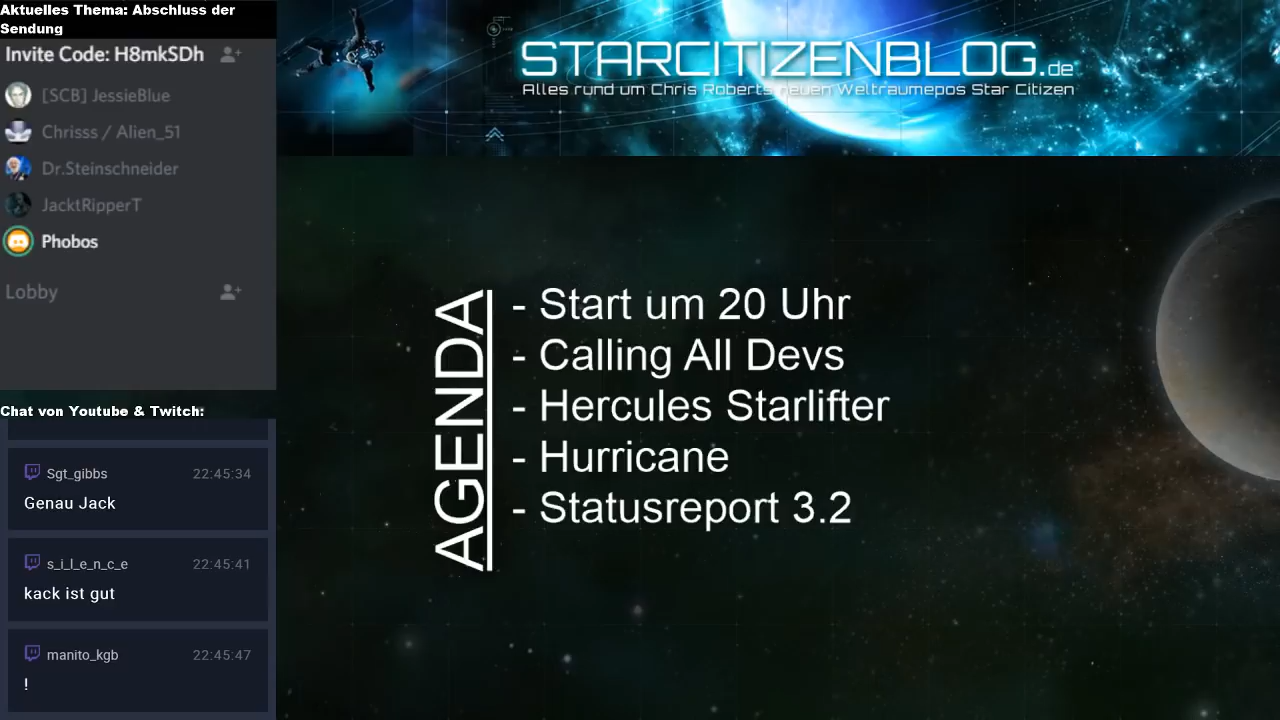 Aktuelles Thema: Abschluss der
Sendung
Invite Code: H8mkSDh
[SCB] JessieBlue
Chrisss / Alien_51
Dr.Steinschneider
JacktRipperT
Phobos
Lobby
Chat von Youtube & Twitch:
Sgt_gibbs 22:45:34
Genau Jack
s_i_l_e_n_c_e 22:45:41
kack ist gut
manito_kgb 22:45:47
!
STARCITIZENBLOG.de
Alles rund um Chris Roberts neuen Weltraumepos Star Citizen
AGENDA
- Start um 20 Uhr
- Calling All Devs
- Hercules Starlifter
- Hurricane
- Statusreport 3.2